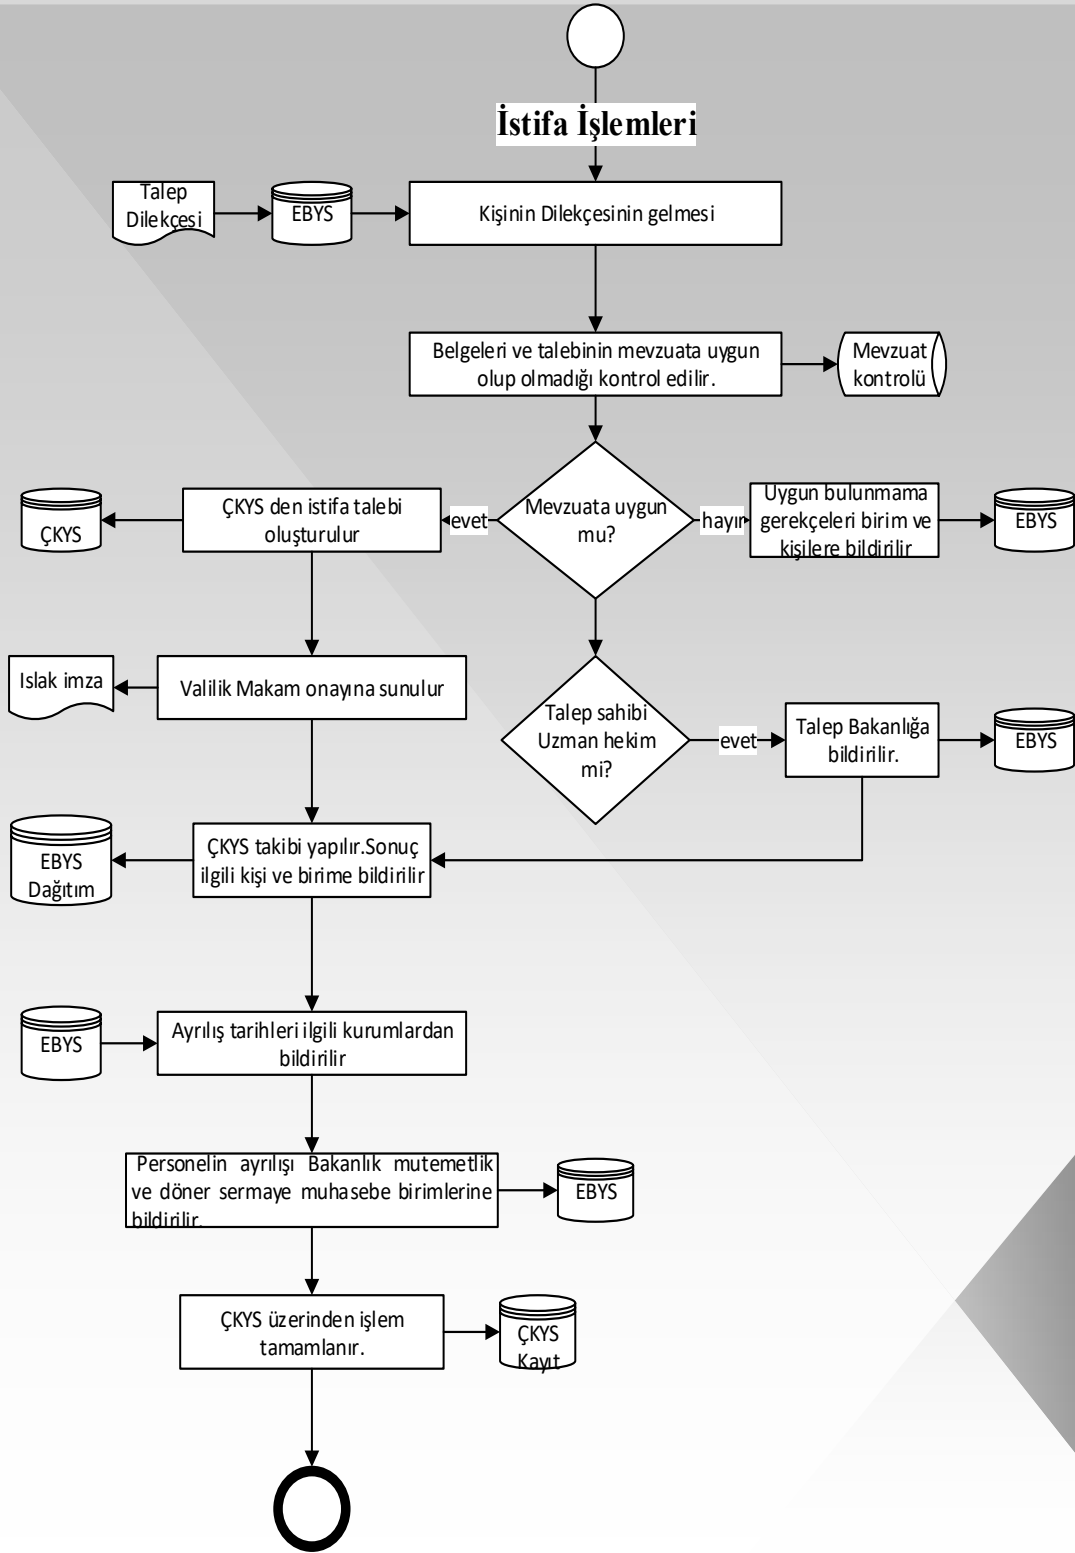 İstifa İşlemleri
Talep
Dilekçesi
EBYS
Kişinin Dilekçesinin gelmesi
Belgeleri ve talebinin mevzuata uygun
olup olmadığı kontrol edilir.
Mevzuat
kontrolü
ÇKYS
ÇKYS den istifa talebi
oluşturulur
evet
Mevzuata uygun
mu?
hayır
Uygun bulunmama
gerekçeleri birim ve
kişilere bildirilir
EBYS
Islak imza
Valilik Makam onayına sunulur
Talep sahibi
Uzman hekim
mi?
evet
Talep Bakanlığa
bildirilir.
EBYS
EBYS
Dağıtım
ÇKYS takibi yapılır.Sonuç
ilgili kişi ve birime bildirilir
EBYS
Ayrılış tarihleri ilgili kurumlardan
bildirilir
Personelin ayrılışı Bakanlık mutemetlik
ve döner sermaye muhasebe birimlerine
bildirilir.
EBYS
ÇKYS üzerinden işlem
tamamlanır.
ÇKYS
Kayıt